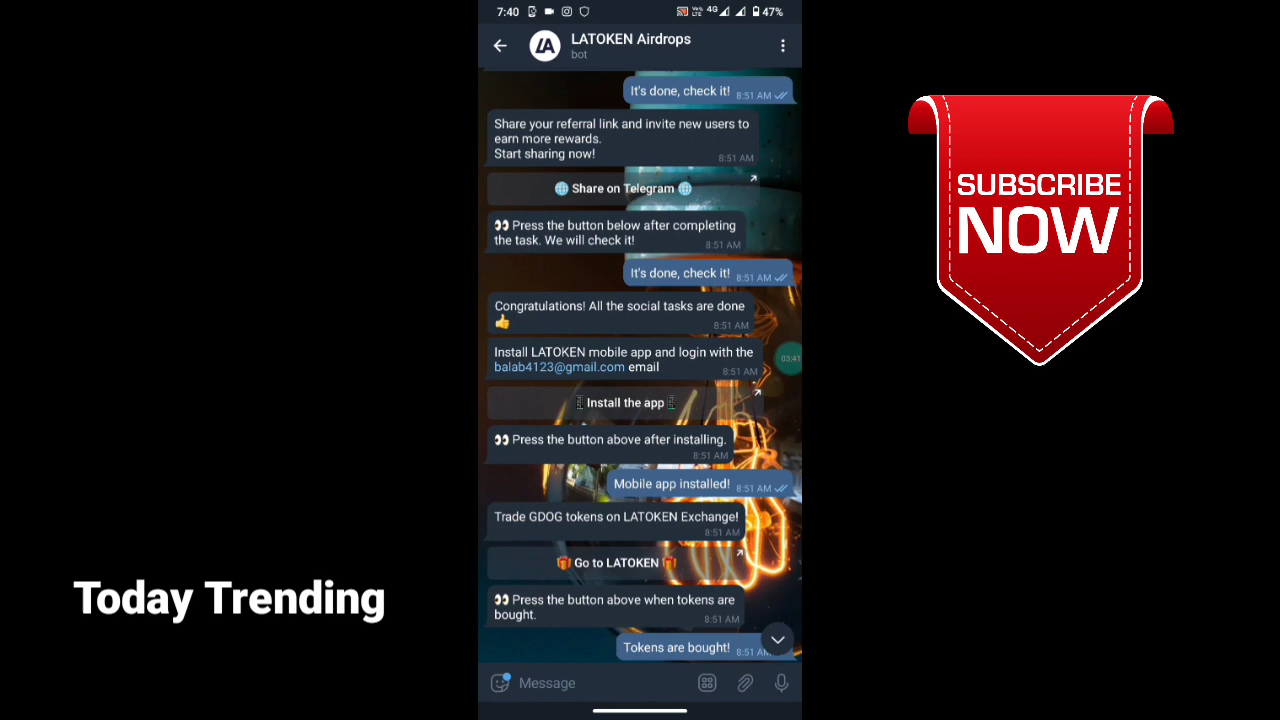 7:40
4G
47%
LATOKEN Airdrops
bot
It's done, check it!
8:51 AM
Share your referral link and invite new users to
earn more rewards.
Start sharing now!
8:51 AM
Share on Telegram
Press the button below after completing
the task. We will check it!
8:51 AM
It's done, check it!
8:51 AM
Congratulations! All the social tasks are done
8:51 AM
Install LATOKEN mobile app and login with the
balab4123@gmail.com email
8:51 AM
03:41
Install the app
Press the button above after installing.
8:51 AM
Mobile app installed!
8:51 AM
Trade GDOG tokens on LATOKEN Exchange!
8:51 AM
Go to LATOKEN
Press the button above when tokens are
bought.
8:51 AM
Tokens are bought!
8:51 AM
Message
SUBSCRIBE
NOW
Today Trending